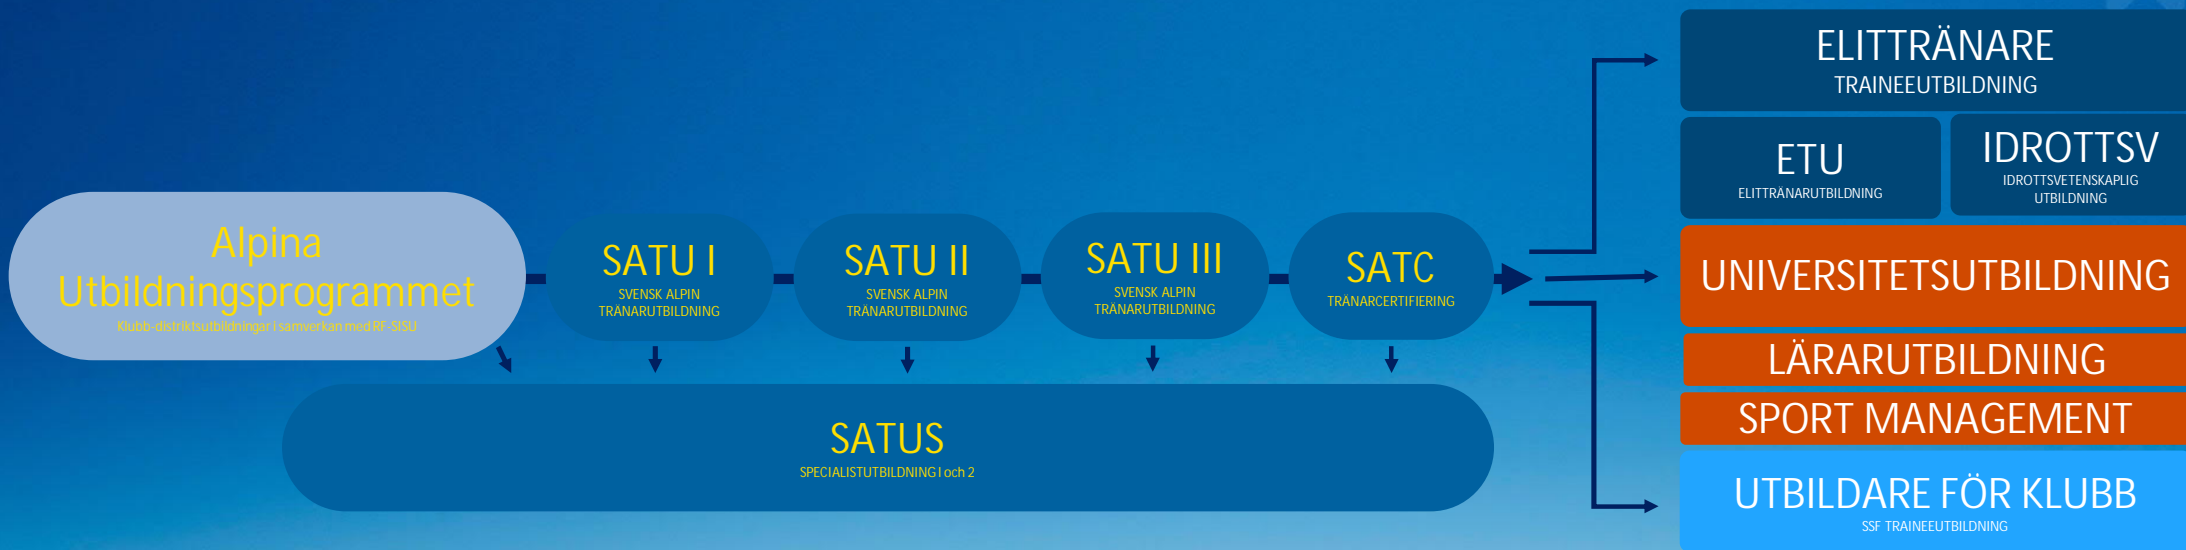 Alpina
Utbildningsprogrammet
Klubb-distriktsutbildningar i samverkan med RF-SISU
SATU I
SVENSK ALPIN
TRÄNARUTBILDNING
SATU II
SVENSK ALPIN
TRÄNARUTBILDNING
SATU III
SVENSK ALPIN
TRÄNARUTBILDNING
SATC
TRÄNARCERTIFIERING
SATUS
SPECIALISTUTBILDNING I och 2
ELITTRÄNARE
TRAINEEUTBILDNING
ETU
ELITTRÄNARUTBILDNING
IDROTTSV
IDROTTSVETENSKAPLIG
UTBILDNING
UNIVERSITETSUTBILDNING
LÄRARUTBILDNING
SPORT MANAGEMENT
UTBILDARE FÖR KLUBB
SSF TRAINEEUTBILDNING